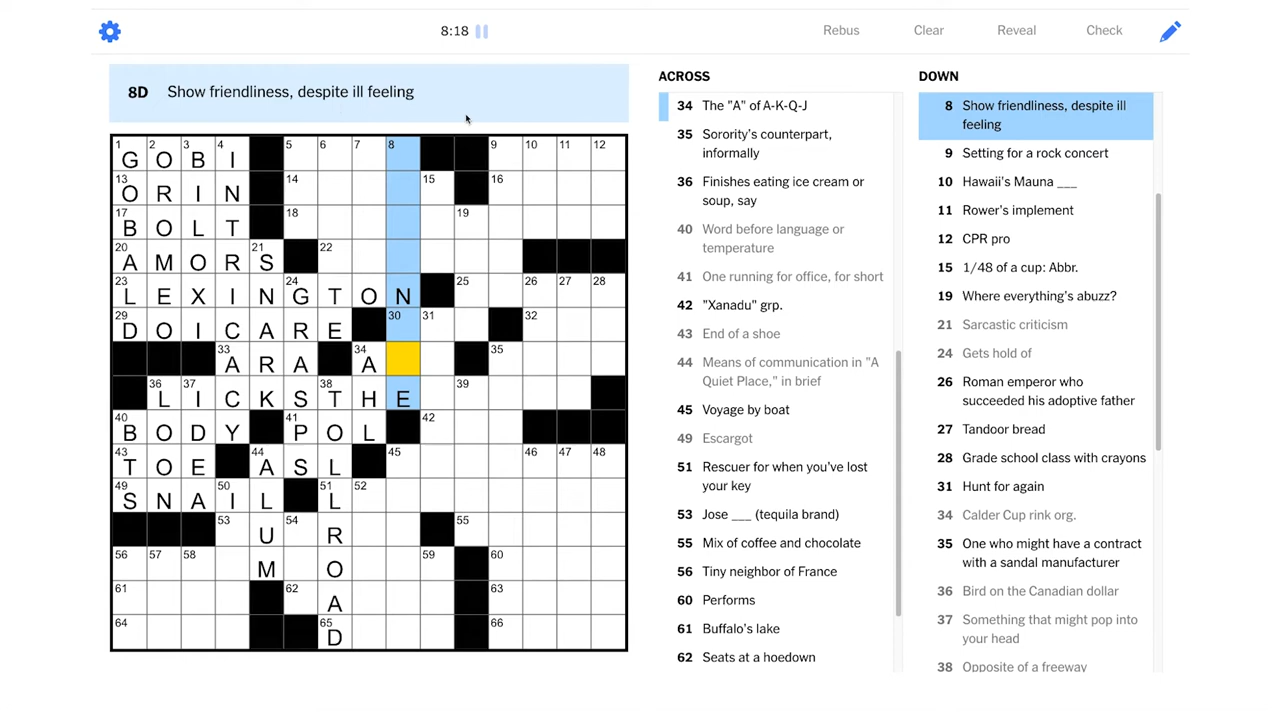 8:18
Rebus Clear Reveal Check
8D Show friendliness, despite ill feeling
1 2 3 4 5 6 7 8 9 10 11 12
G O B I
13 14 15 16
O R I N
17 18 19
B O L T
20 21 22
A M O R S
23 24 25 26 27 28
L E X I N G T O N
29 30 31 32
D O I C A R E
33 34 35
A R A A
36 37 38 39
L I C K S T H E
40 41 42
B O D Y P O L
43 44 45 46 47 48
T O E A S L
49 50 51 52
S N A I L L
53 54 55
U R
56 57 58 59 60
M O
61 62 63
A
64 65 66
D
ACROSS
34 The "A" of A-K-Q-J
35 Sorority's counterpart,
informally
36 Finishes eating ice cream or
soup, say
40 Word before language or
temperature
41 One running for office, for short
42 "Xanadu" grp.
43 End of a shoe
44 Means of communication in "A
Quiet Place," in brief
45 Voyage by boat
49 Escargot
51 Rescuer for when you've lost
your key
53 Jose ___ (tequila brand)
55 Mix of coffee and chocolate
56 Tiny neighbor of France
60 Performs
61 Buffalo's lake
62 Seats at a hoedown
DOWN
8 Show friendliness, despite ill
feeling
9 Setting for a rock concert
10 Hawaii's Mauna ___
11 Rower's implement
12 CPR pro
15 1/48 of a cup: Abbr.
19 Where everything's abuzz?
21 Sarcastic criticism
24 Gets hold of
26 Roman emperor who
succeeded his adoptive father
27 Tandoor bread
28 Grade school class with crayons
31 Hunt for again
34 Calder Cup rink org.
35 One who might have a contract
with a sandal manufacturer
36 Bird on the Canadian dollar
37 Something that might pop into
your head
38 Opposite of a freeway